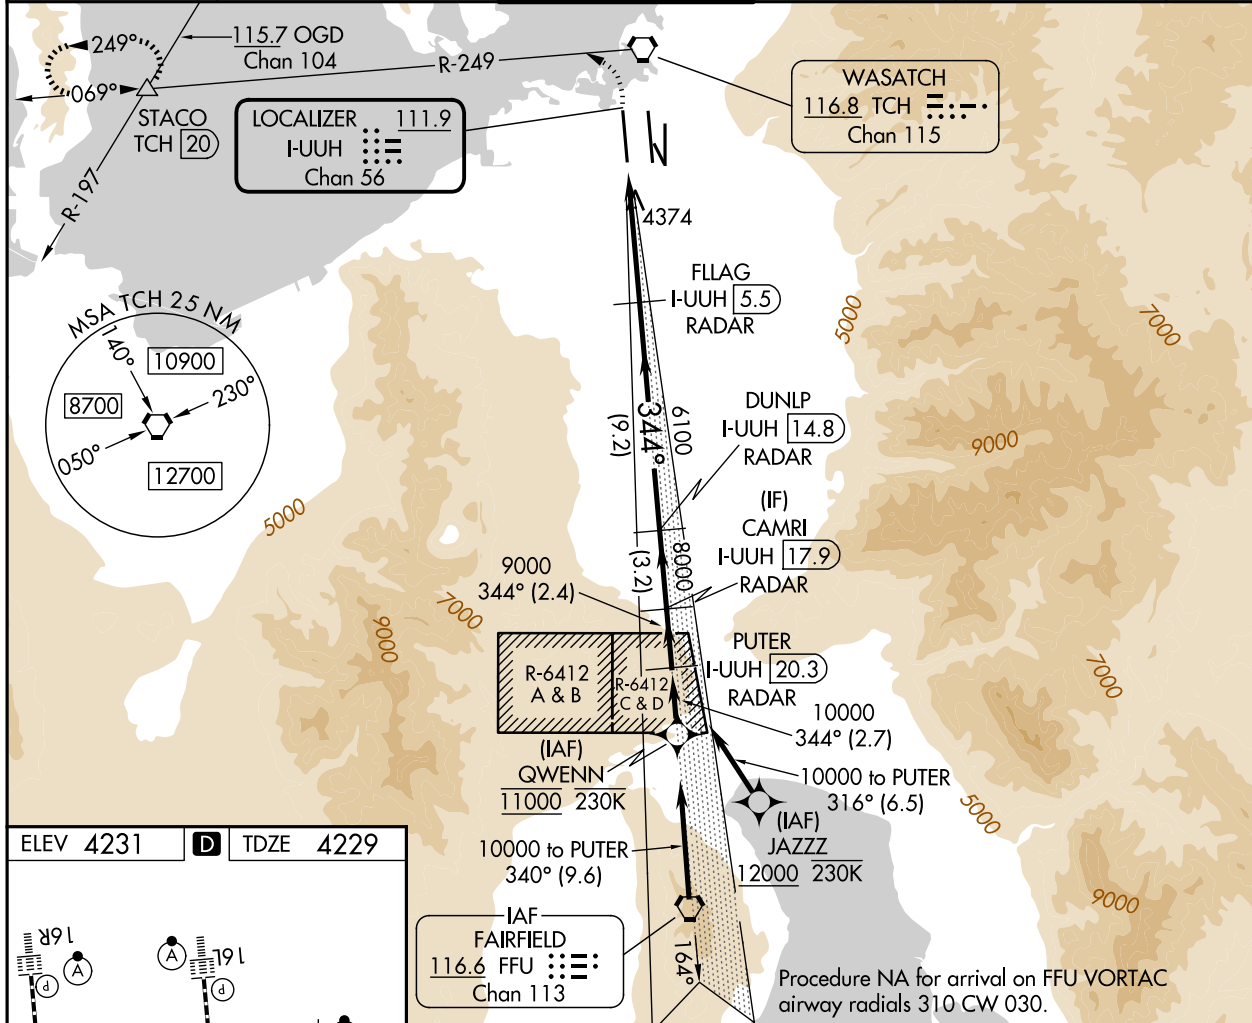 249°
069°
115.7 OGD
Chan 104
R-249
STACO
TCH 20
R-197
LOCALIZER 111.9
I-UUH
Chan 56
WASATCH
116.8 TCH
Chan 115
4374
FLLAG
I-UUH 5.5
RADAR
MSA TCH 25 NM
140°
10900
8700
230°
050°
12700
5000
7000
9000
5000
344°
(9.2)
6100
DUNLP
I-UUH 14.8
RADAR
(IF)
CAMRI
I-UUH 17.9
RADAR
(3.2)
8000
9000
344° (2.4)
7000
9000
PUTER
I-UUH 20.3
RADAR
R-6412
A & B
R-6412
C & D
10000
344° (2.7)
7000
(IAF)
QWENN
11000 230K
10000 to PUTER
316° (6.5)
(IAF)
JAZZZ
12000 230K
5000
9000
10000 to PUTER
340° (9.6)
IAF
FAIRFIELD
116.6 FFU
Chan 113
164°
Procedure NA for arrival on FFU VORTAC
airway radials 310 CW 030.
ELEV 4231 D TDZE 4229
16R
A
P
A
16L
P